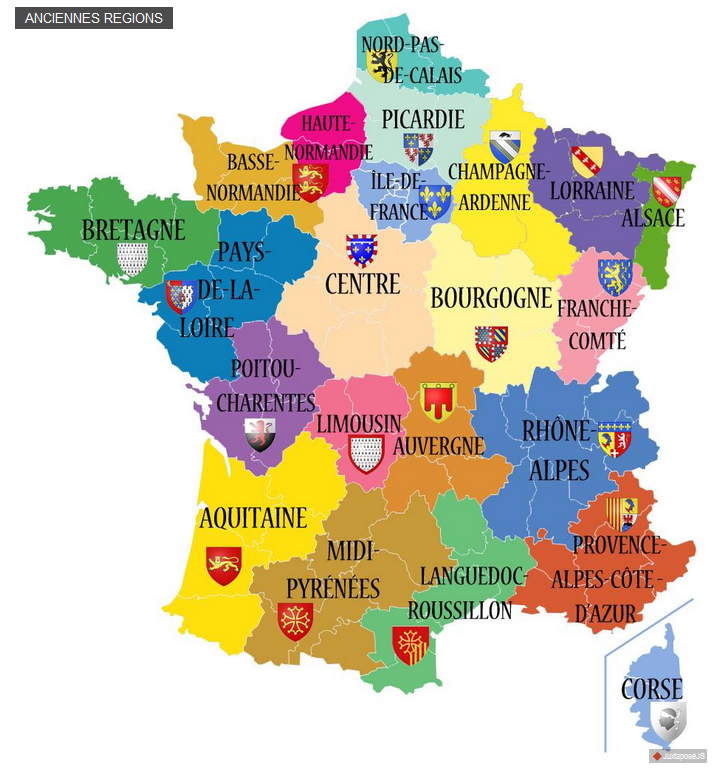 ANCIENNES REGIONS
NORD-PAS-
DE-CALAIS
PICARDIE
HAUTE-
NORMANDIE
BASSE-
NORMANDIE
ÎLE-DE-
FRANCE
CHAMPAGNE-
ARDENNE
LORRAINE
ALSACE
BRETAGNE
PAYS-
DE-LA-
LOIRE
CENTRE
BOURGOGNE
FRANCHE-
COMTÉ
POITOU-
CHARENTES
LIMOUSIN
AUVERGNE
RHÔNE-
ALPES
AQUITAINE
MIDI-
PYRÉNÉES
LANGUEDOC-
ROUSSILLON
PROVENCE-
ALPES-CÔTE-
D'AZUR
CORSE
JuxtaposeJS